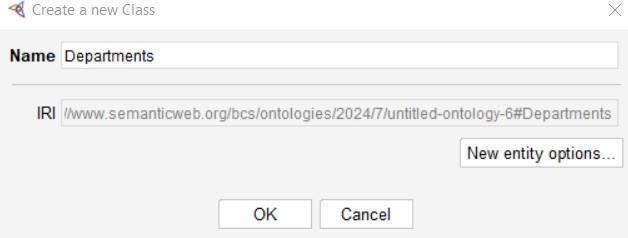 Create a new Class
Name Departments
IRI //www.semanticweb.org/bcs/ontologies/2024/7/untitled-ontology-6#Departments
New entity options...
OK Cancel